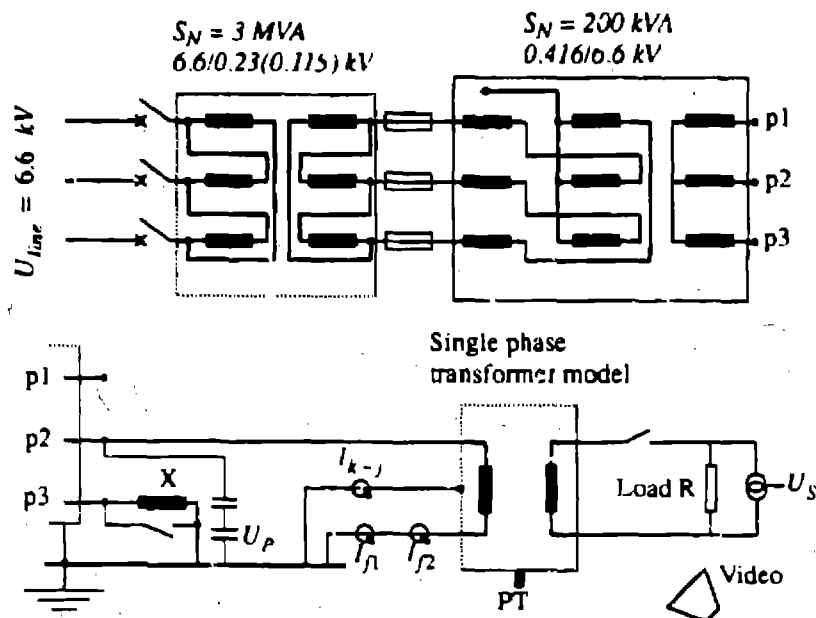 S_N = 3 MVA
6.6/0.23(0.115) kV
S_N = 200 kVA
0.416/6.6 kV
U_line = 6.6 kV
p1
p2
p3
Single phase
transformer model
p1
p2
p3
X
U_P
I_k-j
I_f1
I_f2
Load R
U_S
PT
Video